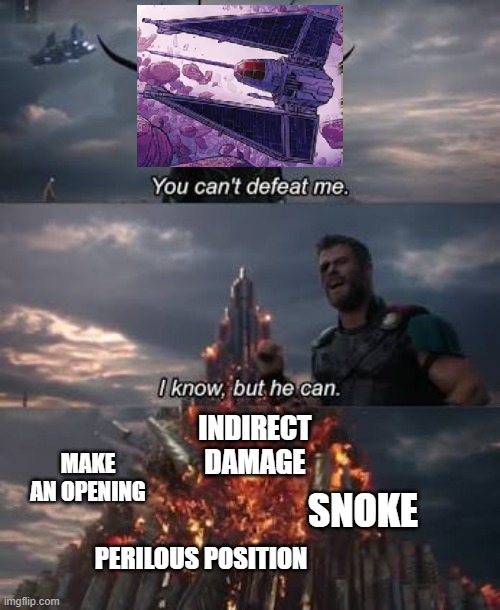 You can't defeat me.
I know, but he can.
INDIRECT
DAMAGE
MAKE
AN OPENING
SNOKE
PERILOUS POSITION
imgflip.com